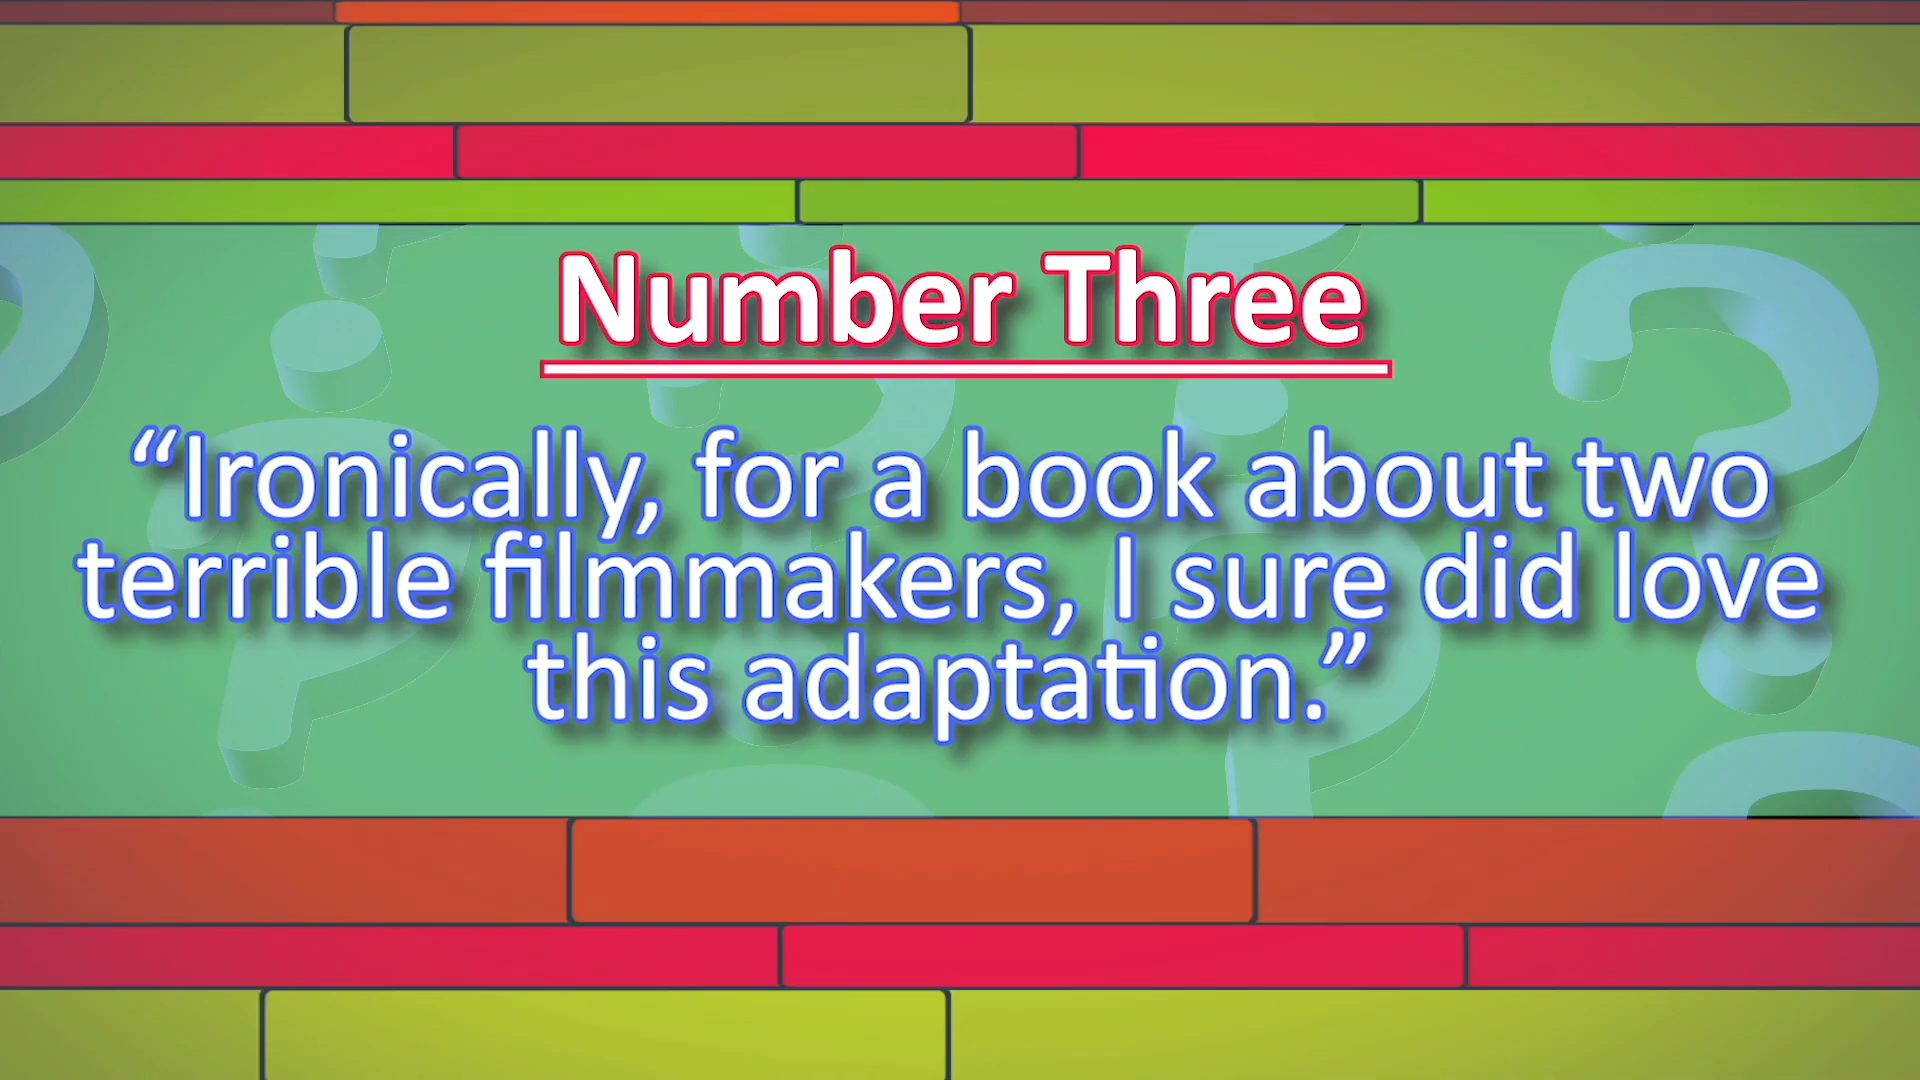 Number Three
“Ironically, for a book about two
terrible filmmakers, I sure did love
this adaptation.”